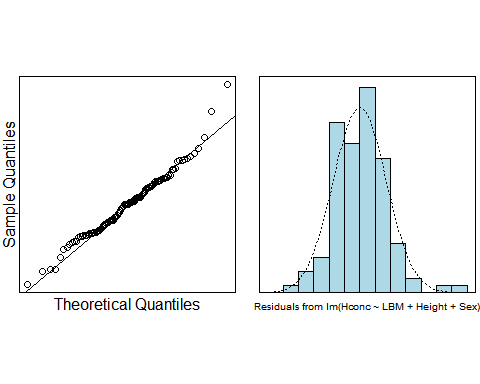 Sample Quantiles
Theoretical Quantiles
Residuals from lm(Hconc ~ LBM + Height + Sex)